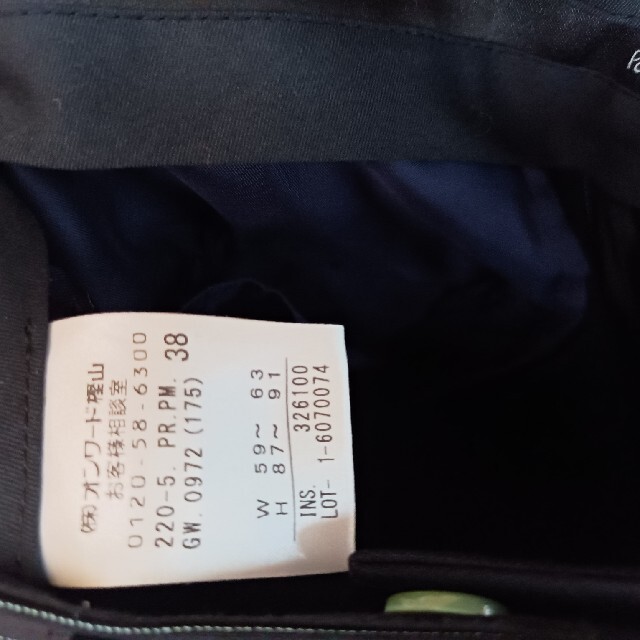 (株)オンワード樫山
お客様相談室
0120-58-6300
220-5. PR.PM. 38
GW. 0972 (175)
W 59～ 63
H 87～ 91
INS. 326100
LOT- 1-6070074